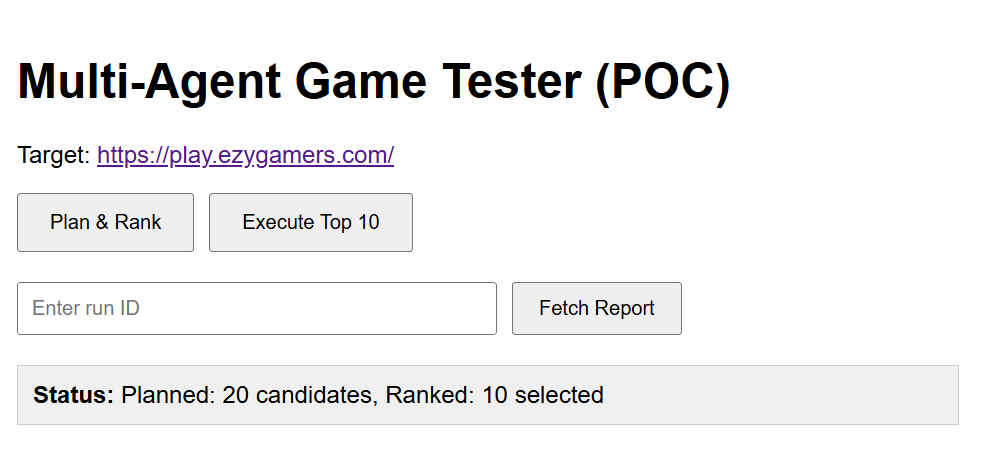 Multi-Agent Game Tester (POC)
Target: https://play.ezygamers.com/
Plan & Rank Execute Top 10
Enter run ID Fetch Report
Status: Planned: 20 candidates, Ranked: 10 selected